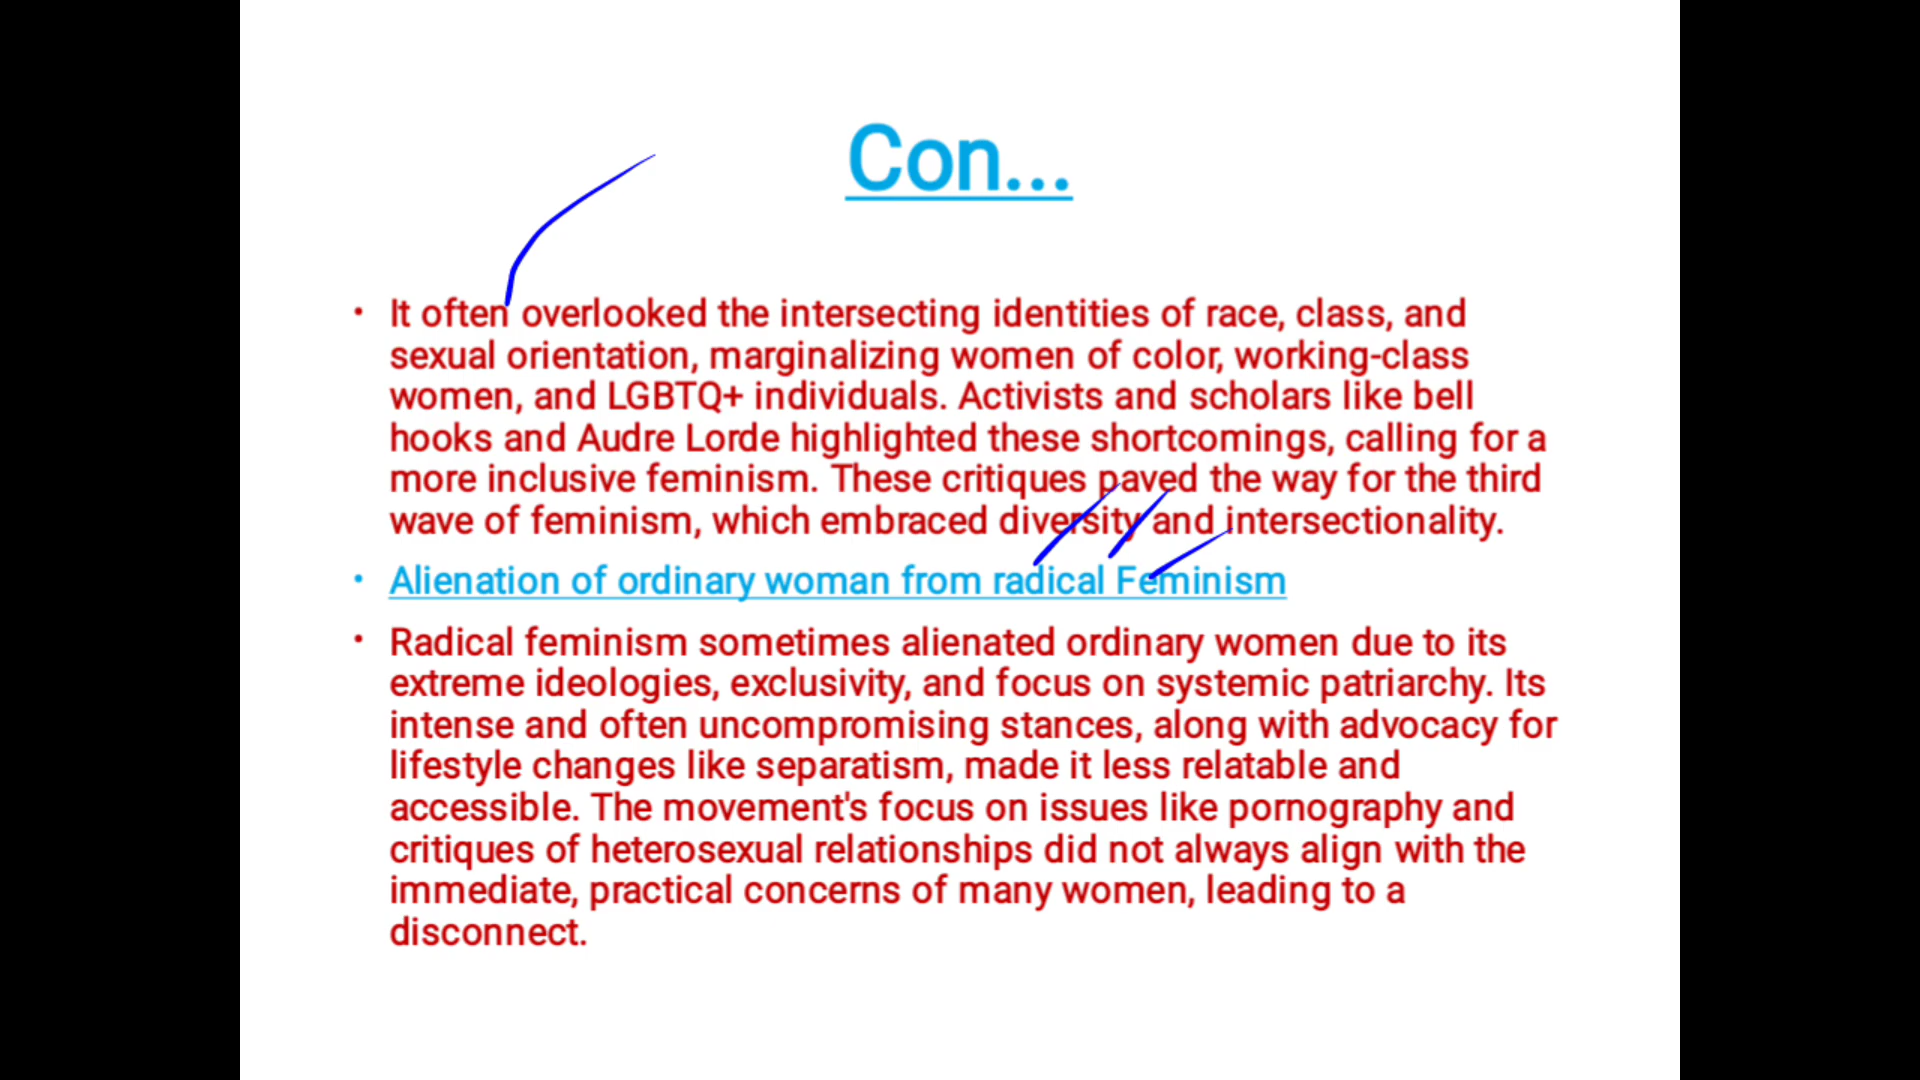 Con...
• It often overlooked the intersecting identities of race, class, and
sexual orientation, marginalizing women of color, working-class
women, and LGBTQ+ individuals. Activists and scholars like bell
hooks and Audre Lorde highlighted these shortcomings, calling for a
more inclusive feminism. These critiques paved the way for the third
wave of feminism, which embraced diversity and intersectionality.
• Alienation of ordinary woman from radical Feminism
• Radical feminism sometimes alienated ordinary women due to its
extreme ideologies, exclusivity, and focus on systemic patriarchy. Its
intense and often uncompromising stances, along with advocacy for
lifestyle changes like separatism, made it less relatable and
accessible. The movement's focus on issues like pornography and
critiques of heterosexual relationships did not always align with the
immediate, practical concerns of many women, leading to a
disconnect.